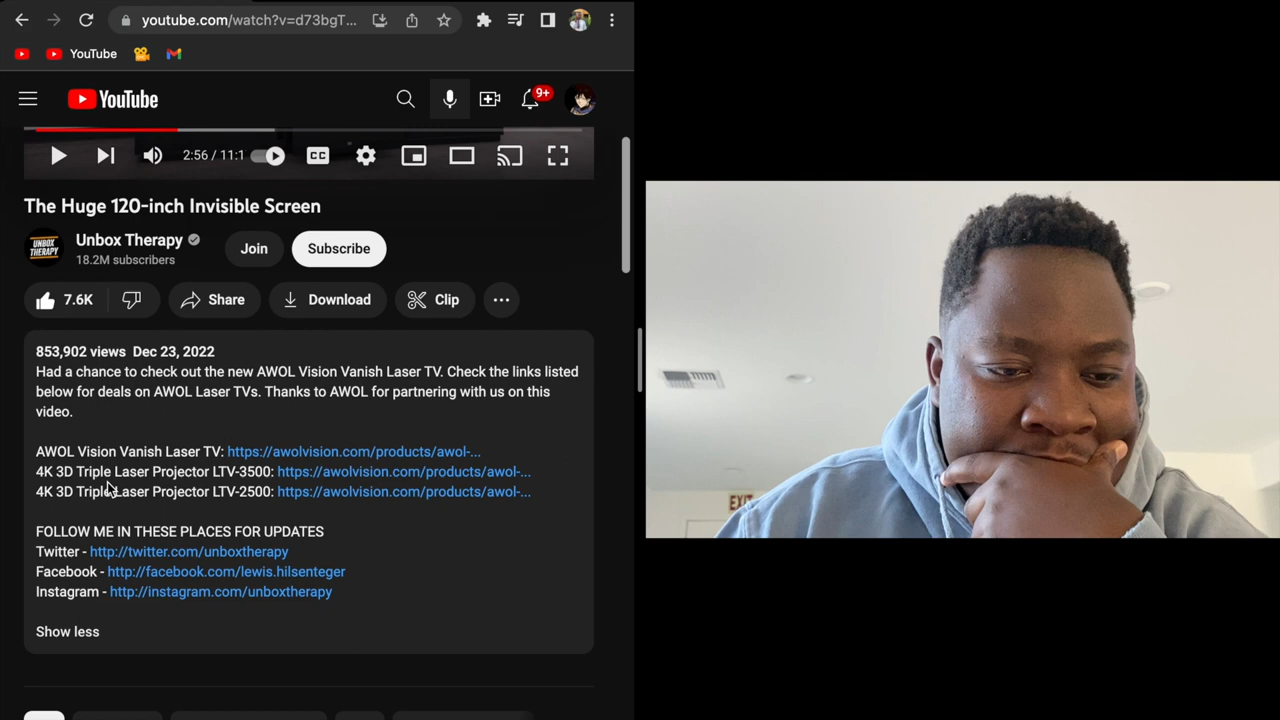 youtube.com/watch?v=d73bgT...
YouTube
YouTube
9+
2:56 / 11:1
CC
The Huge 120-inch Invisible Screen
UNBOX THERAPY
Unbox Therapy
18.2M subscribers
Join
Subscribe
7.6K
Share
Download
Clip
853,902 views Dec 23, 2022
Had a chance to check out the new AWOL Vision Vanish Laser TV. Check the links listed
below for deals on AWOL Laser TVs. Thanks to AWOL for partnering with us on this
video.
AWOL Vision Vanish Laser TV: https://awolvision.com/products/awol-...
4K 3D Triple Laser Projector LTV-3500: https://awolvision.com/products/awol-...
4K 3D Triple Laser Projector LTV-2500: https://awolvision.com/products/awol-...
FOLLOW ME IN THESE PLACES FOR UPDATES
Twitter - http://twitter.com/unboxtherapy
Facebook - http://facebook.com/lewis.hilsenteger
Instagram - http://instagram.com/unboxtherapy
Show less
EXIT